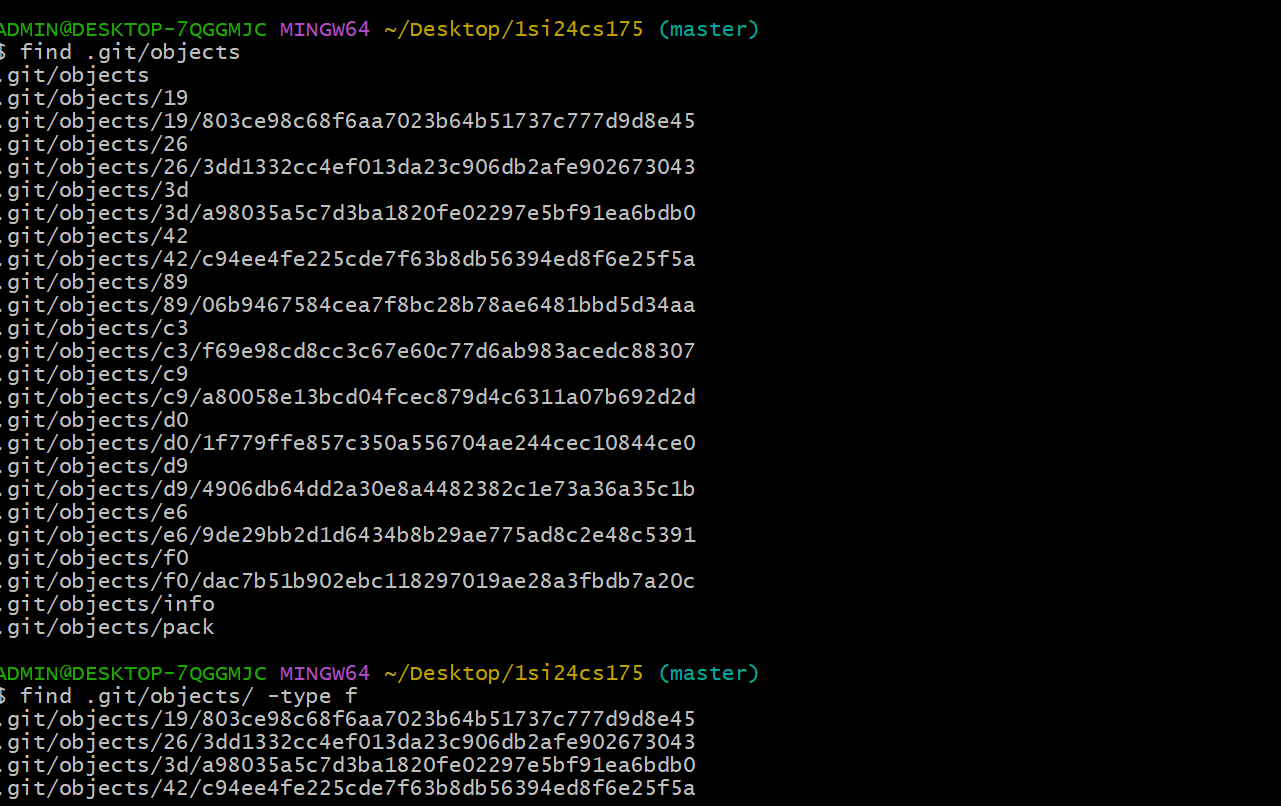 ADMIN@DESKTOP-7QGGMJC MINGW64 ~/Desktop/1si24cs175 (master)
$ find .git/objects
.git/objects
.git/objects/19
.git/objects/19/803ce98c68f6aa7023b64b51737c777d9d8e45
.git/objects/26
.git/objects/26/3dd1332cc4ef013da23c906db2afe902673043
.git/objects/3d
.git/objects/3d/a98035a5c7d3ba1820fe02297e5bf91ea6bdb0
.git/objects/42
.git/objects/42/c94ee4fe225cde7f63b8db56394ed8f6e25f5a
.git/objects/89
.git/objects/89/06b9467584cea7f8bc28b78ae6481bbd5d34aa
.git/objects/c3
.git/objects/c3/f69e98cd8cc3c67e60c77d6ab983acedc88307
.git/objects/c9
.git/objects/c9/a80058e13bcd04fcec879d4c6311a07b692d2d
.git/objects/d0
.git/objects/d0/1f779ffe857c350a556704ae244cec10844ce0
.git/objects/d9
.git/objects/d9/4906db64dd2a30e8a4482382c1e73a36a35c1b
.git/objects/e6
.git/objects/e6/9de29bb2d1d6434b8b29ae775ad8c2e48c5391
.git/objects/f0
.git/objects/f0/dac7b51b902ebc118297019ae28a3fbdb7a20c
.git/objects/info
.git/objects/pack
ADMIN@DESKTOP-7QGGMJC MINGW64 ~/Desktop/1si24cs175 (master)
$ find .git/objects/ -type f
.git/objects/19/803ce98c68f6aa7023b64b51737c777d9d8e45
.git/objects/26/3dd1332cc4ef013da23c906db2afe902673043
.git/objects/3d/a98035a5c7d3ba1820fe02297e5bf91ea6bdb0
.git/objects/42/c94ee4fe225cde7f63b8db56394ed8f6e25f5a